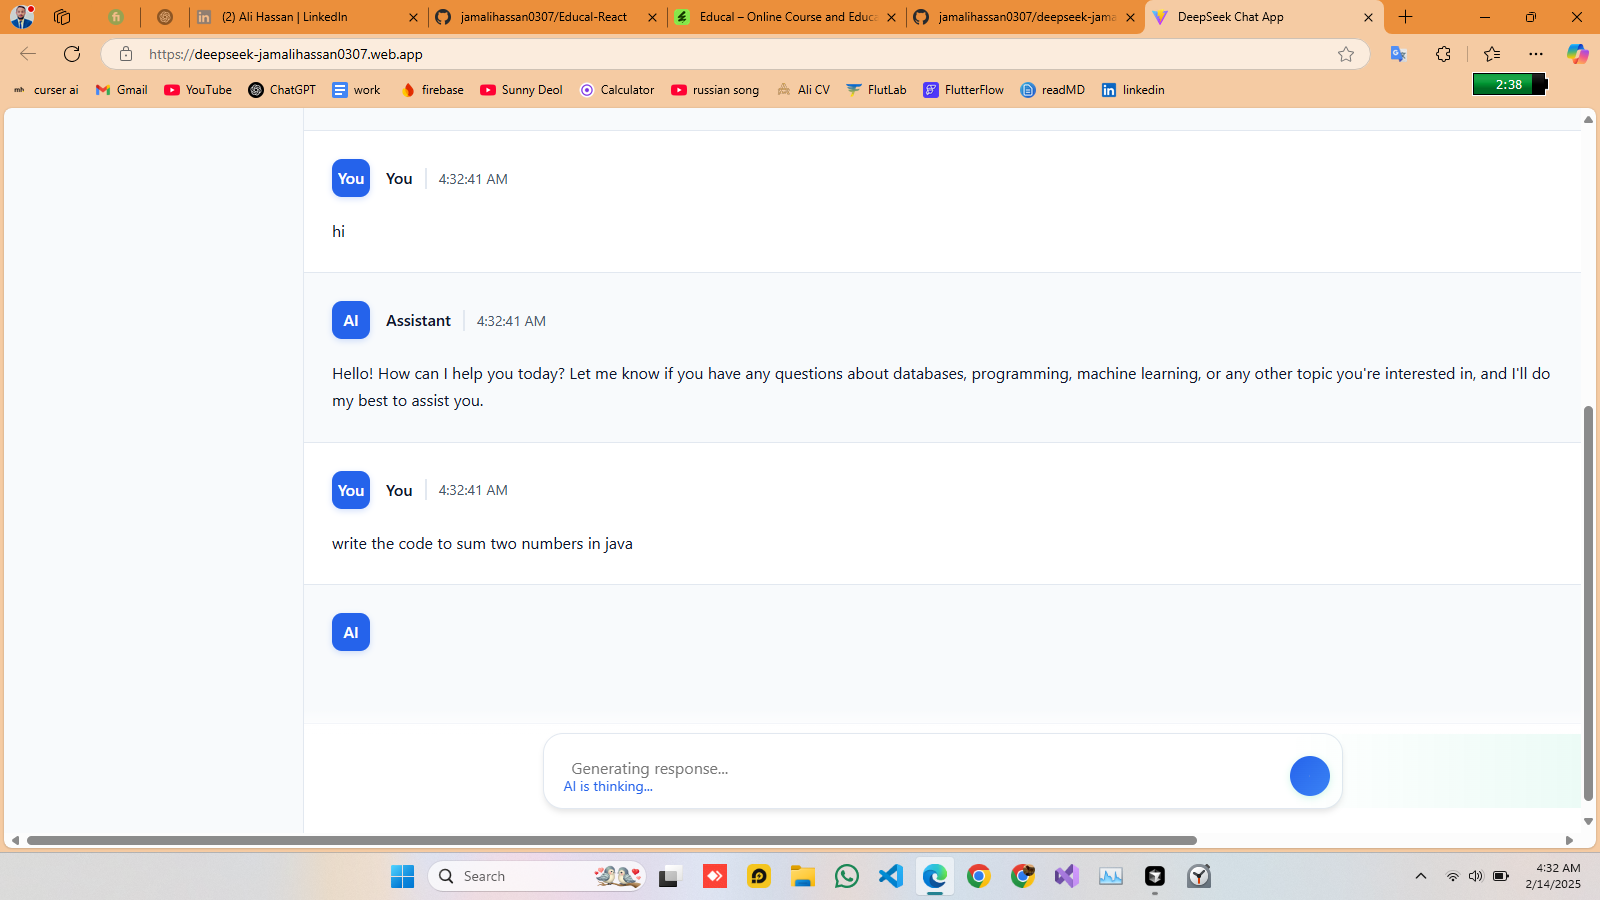 (2) Ali Hassan | LinkedIn
jamalihassan0307/Educal-React
Educal – Online Course and Educa
jamalihassan0307/deepseek-jama
DeepSeek Chat App
https://deepseek-jamalihassan0307.web.app
curser ai
Gmail
YouTube
ChatGPT
work
firebase
Sunny Deol
Calculator
russian song
Ali CV
FlutLab
FlutterFlow
readMD
linkedin
2:38
You You 4:32:41 AM
hi
AI Assistant 4:32:41 AM
Hello! How can I help you today? Let me know if you have any questions about databases, programming, machine learning, or any other topic you're interested in, and I'll do
my best to assist you.
You You 4:32:41 AM
write the code to sum two numbers in java
AI
Generating response...
AI is thinking...
Search
4:32 AM
2/14/2025